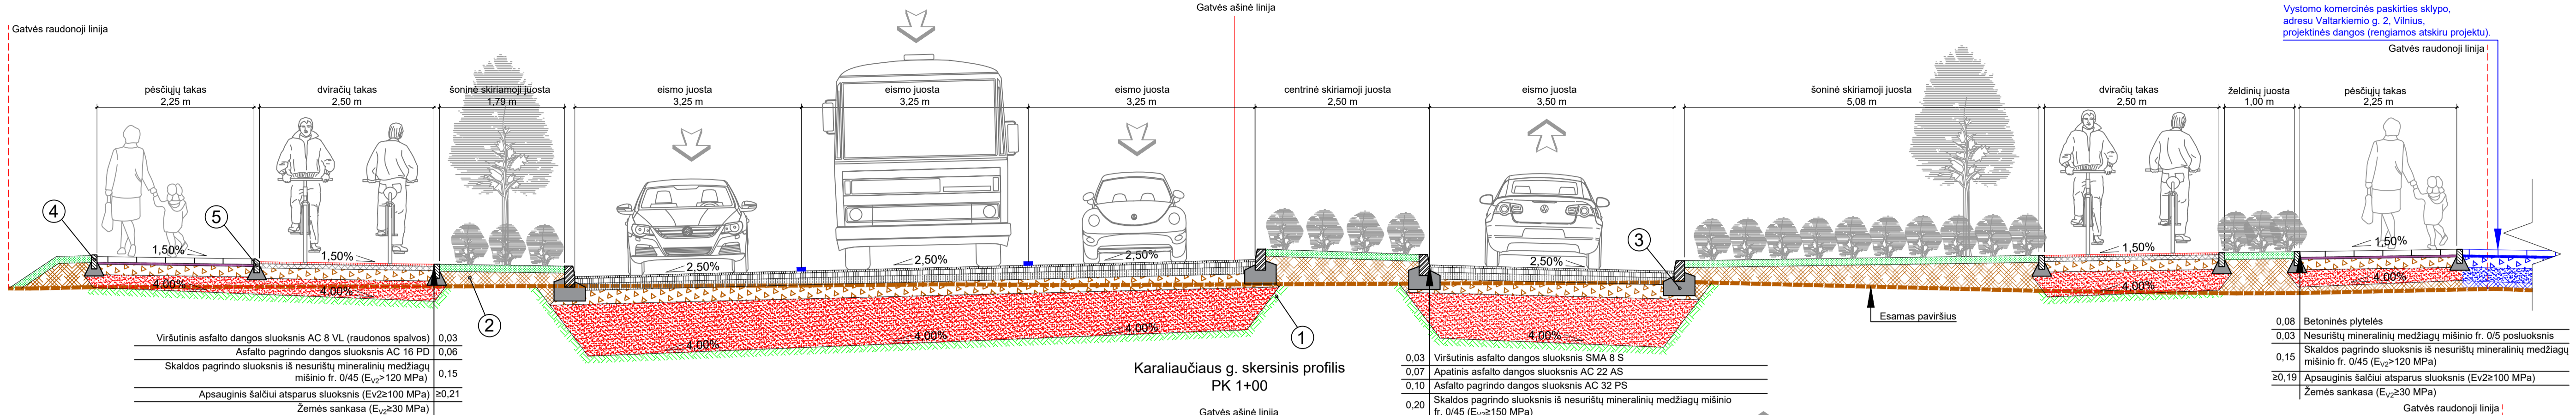 Gatvės raudonoji linija
Gatvės ašinė linija
Vystomo komercinės paskirties sklypo,
adresu Valtarkiemio g. 2, Vilnius,
projektinės dangos (rengiamos atskiru projektu).
Gatvės raudonoji linija
pėsčiųjų takas
2,25 m
dviračių takas
2,50 m
šoninė skiriamoji juosta
1,79 m
eismo juosta
3,25 m
eismo juosta
3,25 m
eismo juosta
3,25 m
centrinė skiriamoji juosta
2,50 m
eismo juosta
3,50 m
šoninė skiriamoji juosta
5,08 m
dviračių takas
2,50 m
želdinių juosta
1,00 m
pėsčiųjų takas
2,25 m
4
5
3
1,50%
1,50%
2,50%
2,50%
2,50%
2,50%
1,50%
1,50%
4,00%
4,00%
4,00%
4,00%
4,00%
4,00%
4,00%
4,00%
2
1
Esamas paviršius
Viršutinis asfalto dangos sluoksnis AC 8 VL (raudonos spalvos) 0,03
Asfalto pagrindo dangos sluoksnis AC 16 PD 0,06
Skaldos pagrindo sluoksnis iš nesurištų mineralinių medžiagų
mišinio fr. 0/45 (EV2>120 MPa) 0,15
Apsauginis šalčiui atsparus sluoksnis (Ev2≥100 MPa) ≥0,21
Žemės sankasa (EV2≥30 MPa)
Karaliaučiaus g. skersinis profilis
PK 1+00
Gatvės ašinė linija
0,03 Viršutinis asfalto dangos sluoksnis SMA 8 S
0,07 Apatinis asfalto dangos sluoksnis AC 22 AS
0,10 Asfalto pagrindo dangos sluoksnis AC 32 PS
0,20 Skaldos pagrindo sluoksnis iš nesurištų mineralinių medžiagų mišinio
fr. 0/45 (EV2≥150 MPa)
0,08 Betoninės plytelės
0,03 Nesurištų mineralinių medžiagų mišinio fr. 0/5 posluoksnis
0,15 Skaldos pagrindo sluoksnis iš nesurištų mineralinių medžiagų
mišinio fr. 0/45 (EV2>120 MPa)
≥0,19 Apsauginis šalčiui atsparus sluoksnis (Ev2≥100 MPa)
Žemės sankasa (EV2≥30 MPa)
Gatvės raudonoji linija